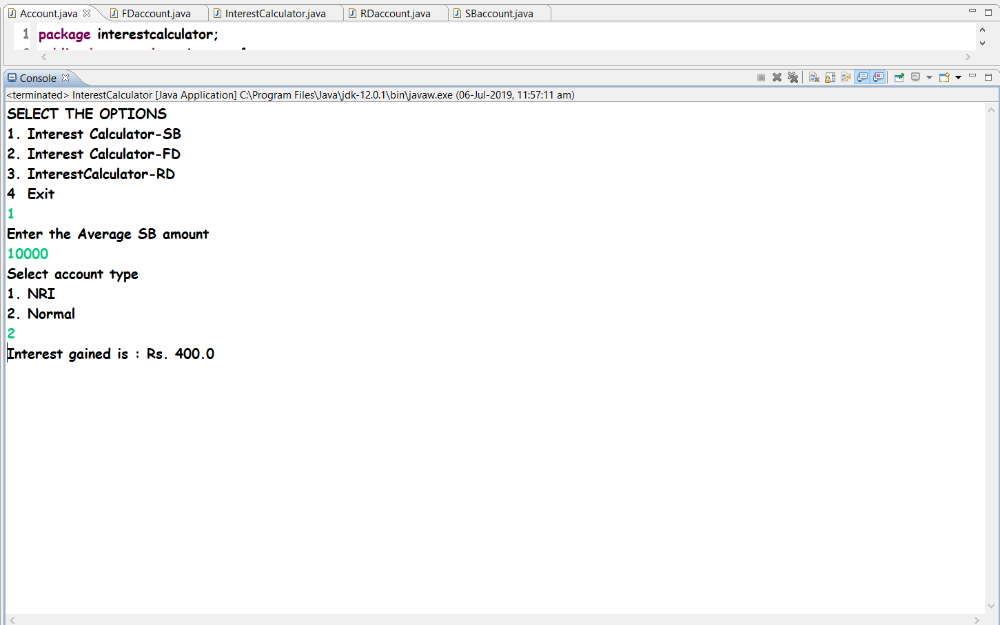 Account.java FDaccount.java InterestCalculator.java RDaccount.java SBaccount.java
1 package interestcalculator;
Console
<terminated> InterestCalculator [Java Application] C:\Program Files\Java\jdk-12.0.1\bin\javaw.exe (06-Jul-2019, 11:57:11 am)
SELECT THE OPTIONS
1. Interest Calculator-SB
2. Interest Calculator-FD
3. InterestCalculator-RD
4  Exit
1
Enter the Average SB amount
10000
Select account type
1. NRI
2. Normal
2
Interest gained is : Rs. 400.0